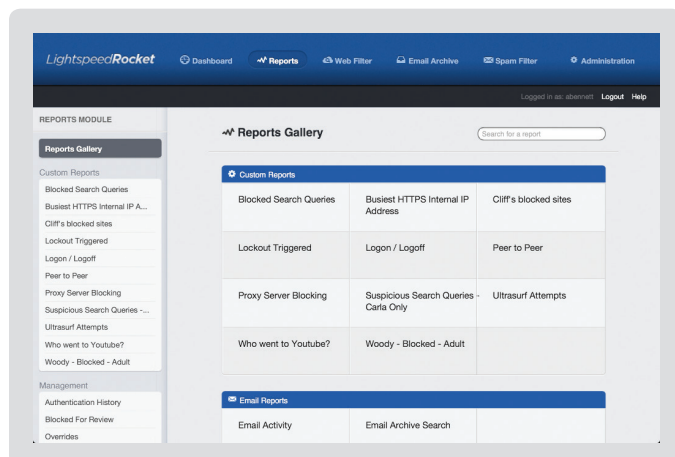 LightspeedRocket
Dashboard
Reports
Web Filter
Email Archive
Spam Filter
Administration
Logged in as: abennett Logout Help
REPORTS MODULE
Reports Gallery
Custom Reports
Blocked Search Queries
Busiest HTTPS Internal IP A...
Cliff's blocked sites
Lockout Triggered
Logon / Logoff
Peer to Peer
Proxy Server Blocking
Suspicious Search Queries -...
Ultrasurf Attempts
Who went to Youtube?
Woody - Blocked - Adult
Management
Authentication History
Blocked For Review
Overrides
Reports Gallery
Search for a report
Custom Reports
Blocked Search Queries
Busiest HTTPS Internal IP
Address
Cliff's blocked sites
Lockout Triggered
Logon / Logoff
Peer to Peer
Proxy Server Blocking
Suspicious Search Queries -
Carla Only
Ultrasurf Attempts
Who went to Youtube?
Woody - Blocked - Adult
Email Reports
Email Activity
Email Archive Search